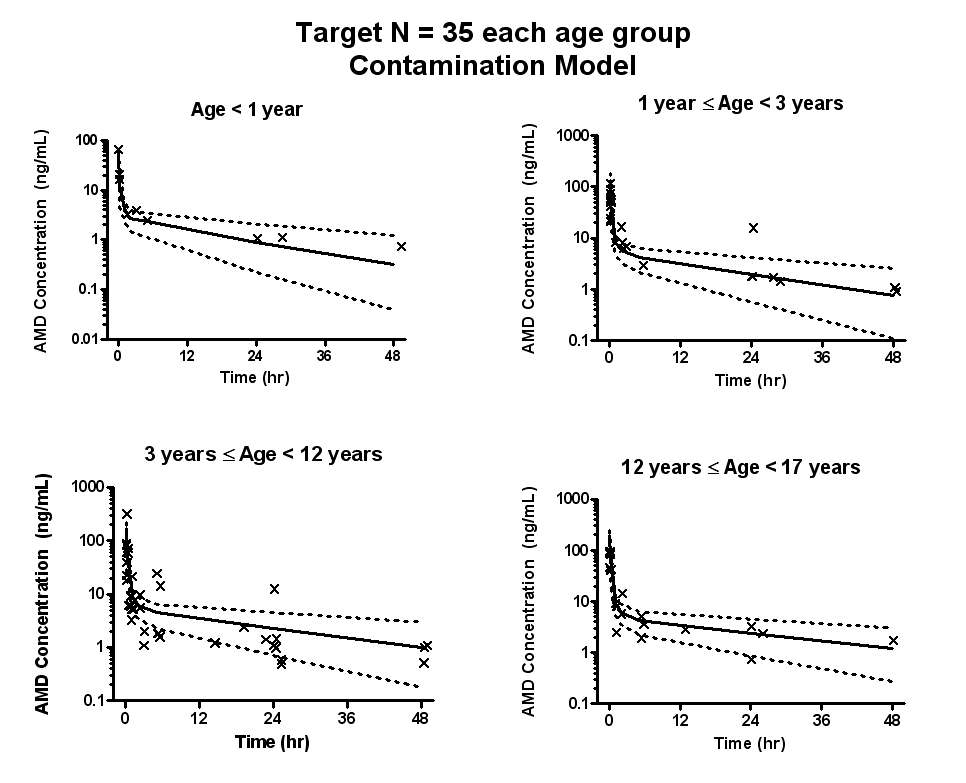 Target N = 35 each age group
Contamination Model
Age < 1 year
AMD Concentration (ng/mL)
100
10
1
0.1
0.01
0 12 24 36 48
Time (hr)
1 year ≤ Age < 3 years
AMD Concentration (ng/mL)
1000
100
10
1
0.1
0 12 24 36 48
Time (hr)
3 years ≤ Age < 12 years
AMD Concentration (ng/mL)
1000
100
10
1
0.1
0 12 24 36 48
Time (hr)
12 years ≤ Age < 17 years
AMD Concentration (ng/mL)
1000
100
10
1
0.1
0 12 24 36 48
Time (hr)